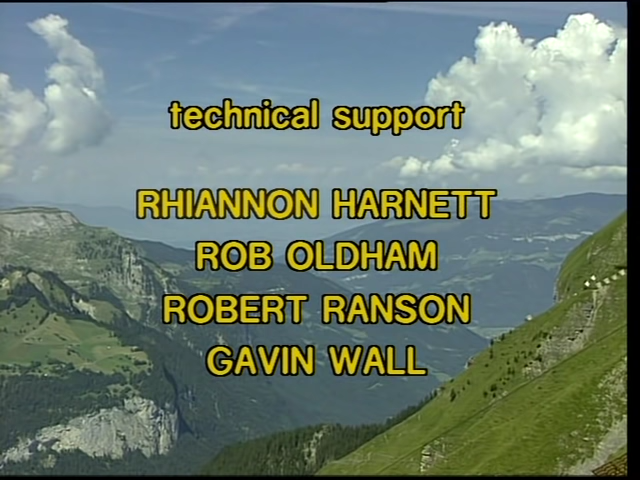 technical support
RHIANNON HARNETT
ROB OLDHAM
ROBERT RANSON
GAVIN WALL